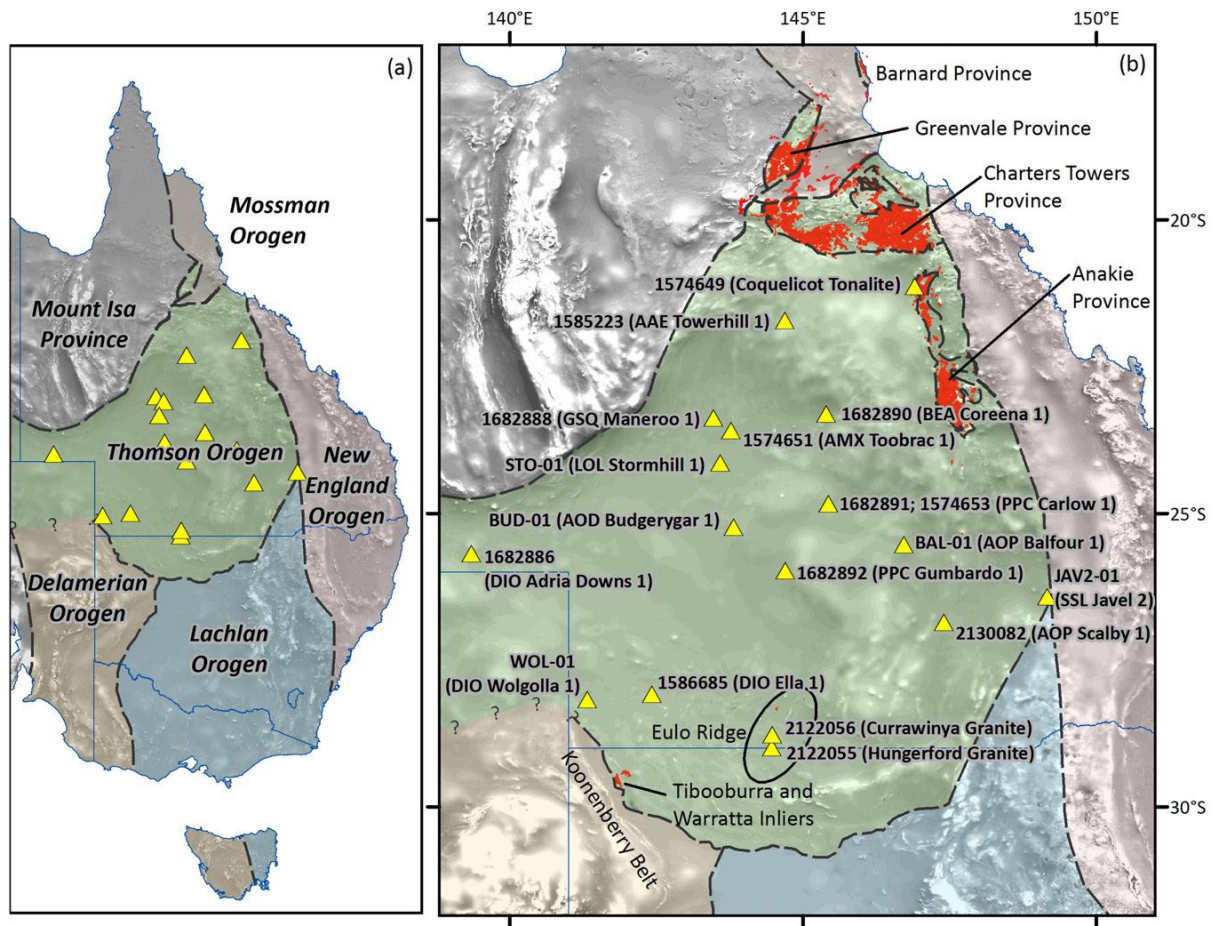 140°E
145°E
150°E
(a)
Mossman
Orogen
Mount Isa
Province
Thomson Orogen
New
England
Orogen
?
?
Delamerian
Orogen
Lachlan
Orogen
(b)
Barnard Province
Greenvale Province
Charters Towers
Province
20°S
1574649 (Coquelicot Tonalite)
Anakie
Province
1585223 (AAE Towerhill 1)
1682888 (GSQ Maneroo 1)
1682890 (BEA Coreena 1)
1574651 (AMX Toobrac 1)
STO-01 (LOL Stormhill 1)
1682891; 1574653 (PPC Carlow 1)
25°S
BUD-01 (AOD Budgerygar 1)
BAL-01 (AOP Balfour 1)
1682886
(DIO Adria Downs 1)
1682892 (PPC Gumbardo 1)
JAV2-01
(SSL Javel 2)
2130082 (AOP Scalby 1)
WOL-01
(DIO Wolgolla 1)
1586685 (DIO Ella 1)
?
?
?
Eulo Ridge
2122056 (Currawinya Granite)
2122055 (Hungerford Granite)
Koonenberry Belt
Tibooburra and
Warratta Inliers
30°S